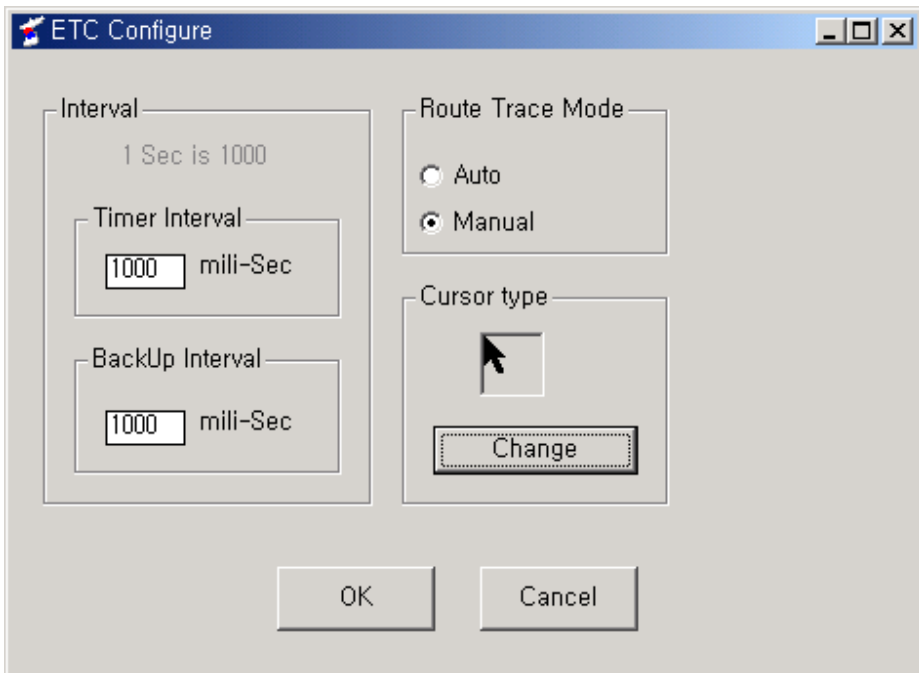 ETC Configure
Interval
1 Sec is 1000
Timer Interval
1000 mili-Sec
BackUp Interval
1000 mili-Sec
Route Trace Mode
Auto
Manual
Cursor type
Change
OK
Cancel